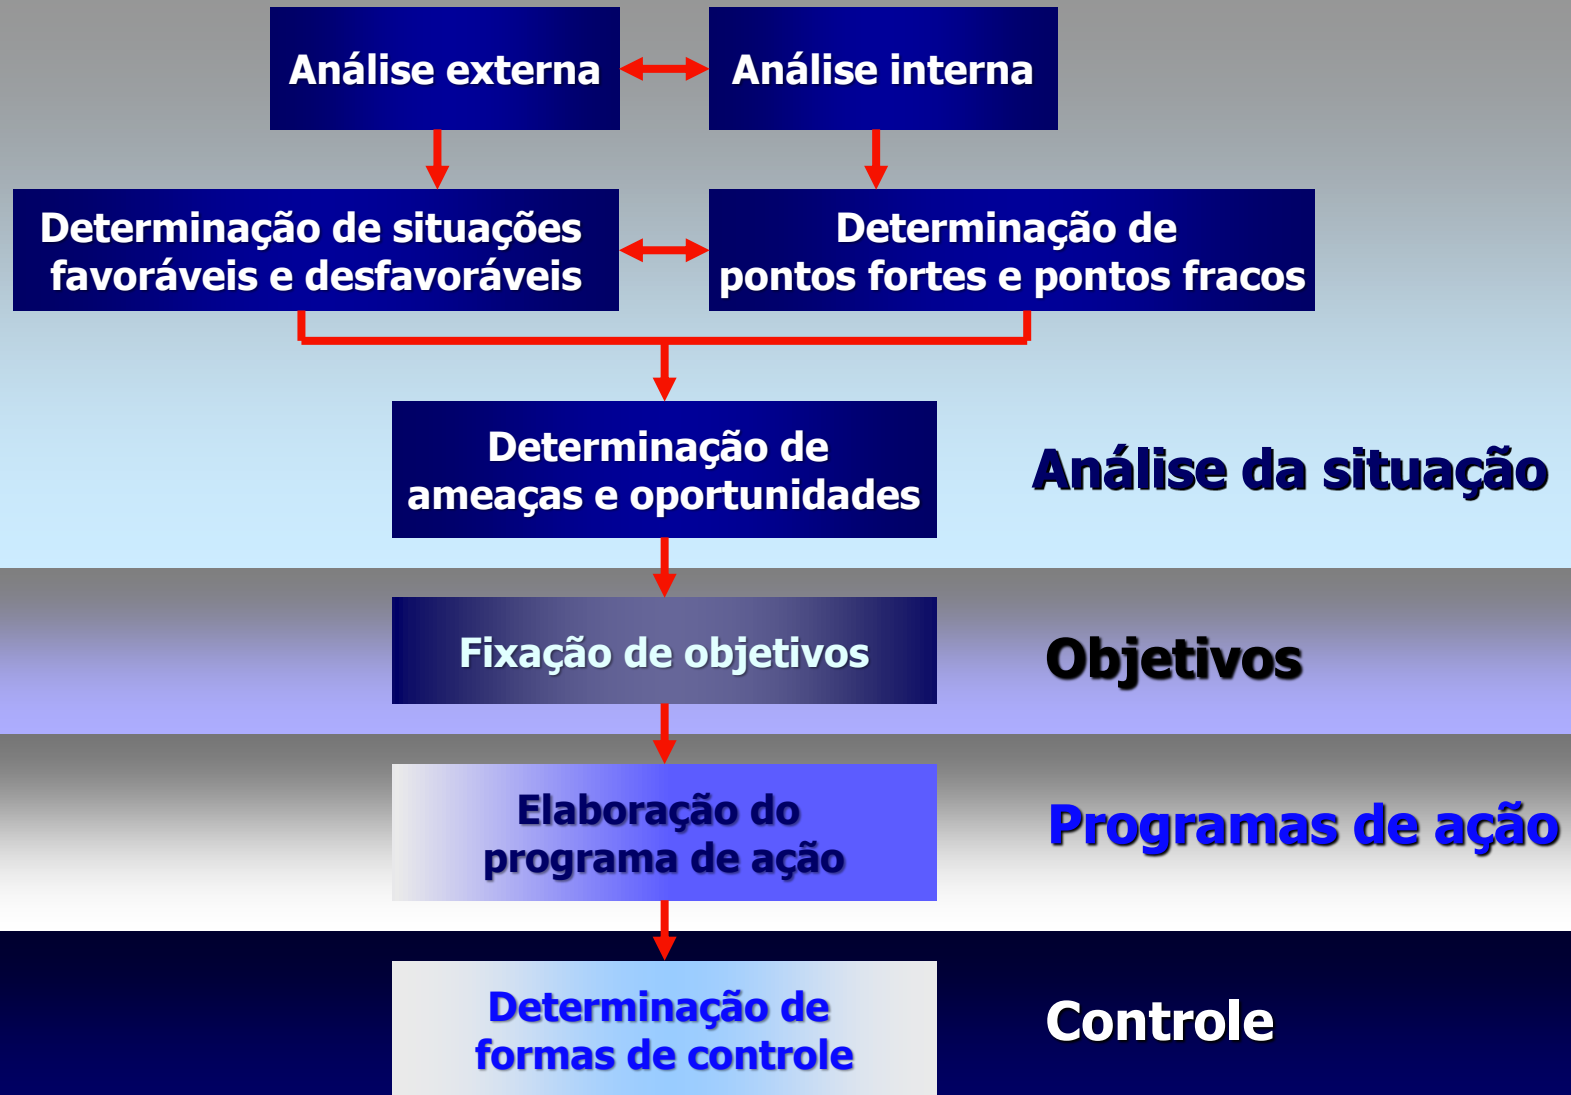 Análise externa
Análise interna
Determinação de situações
favoráveis e desfavoráveis
Determinação de
pontos fortes e pontos fracos
Determinação de
ameaças e oportunidades
Análise da situação
Fixação de objetivos
Objetivos
Elaboração do
programa de ação
Programas de ação
Determinação de
formas de controle
Controle